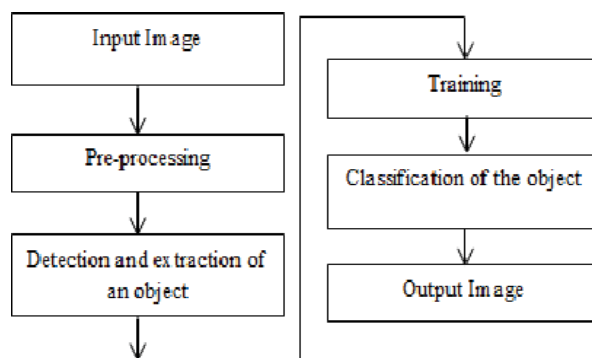 Input Image
Pre-processing
Detection and extraction of
an object
Training
Classification of the object
Output Image